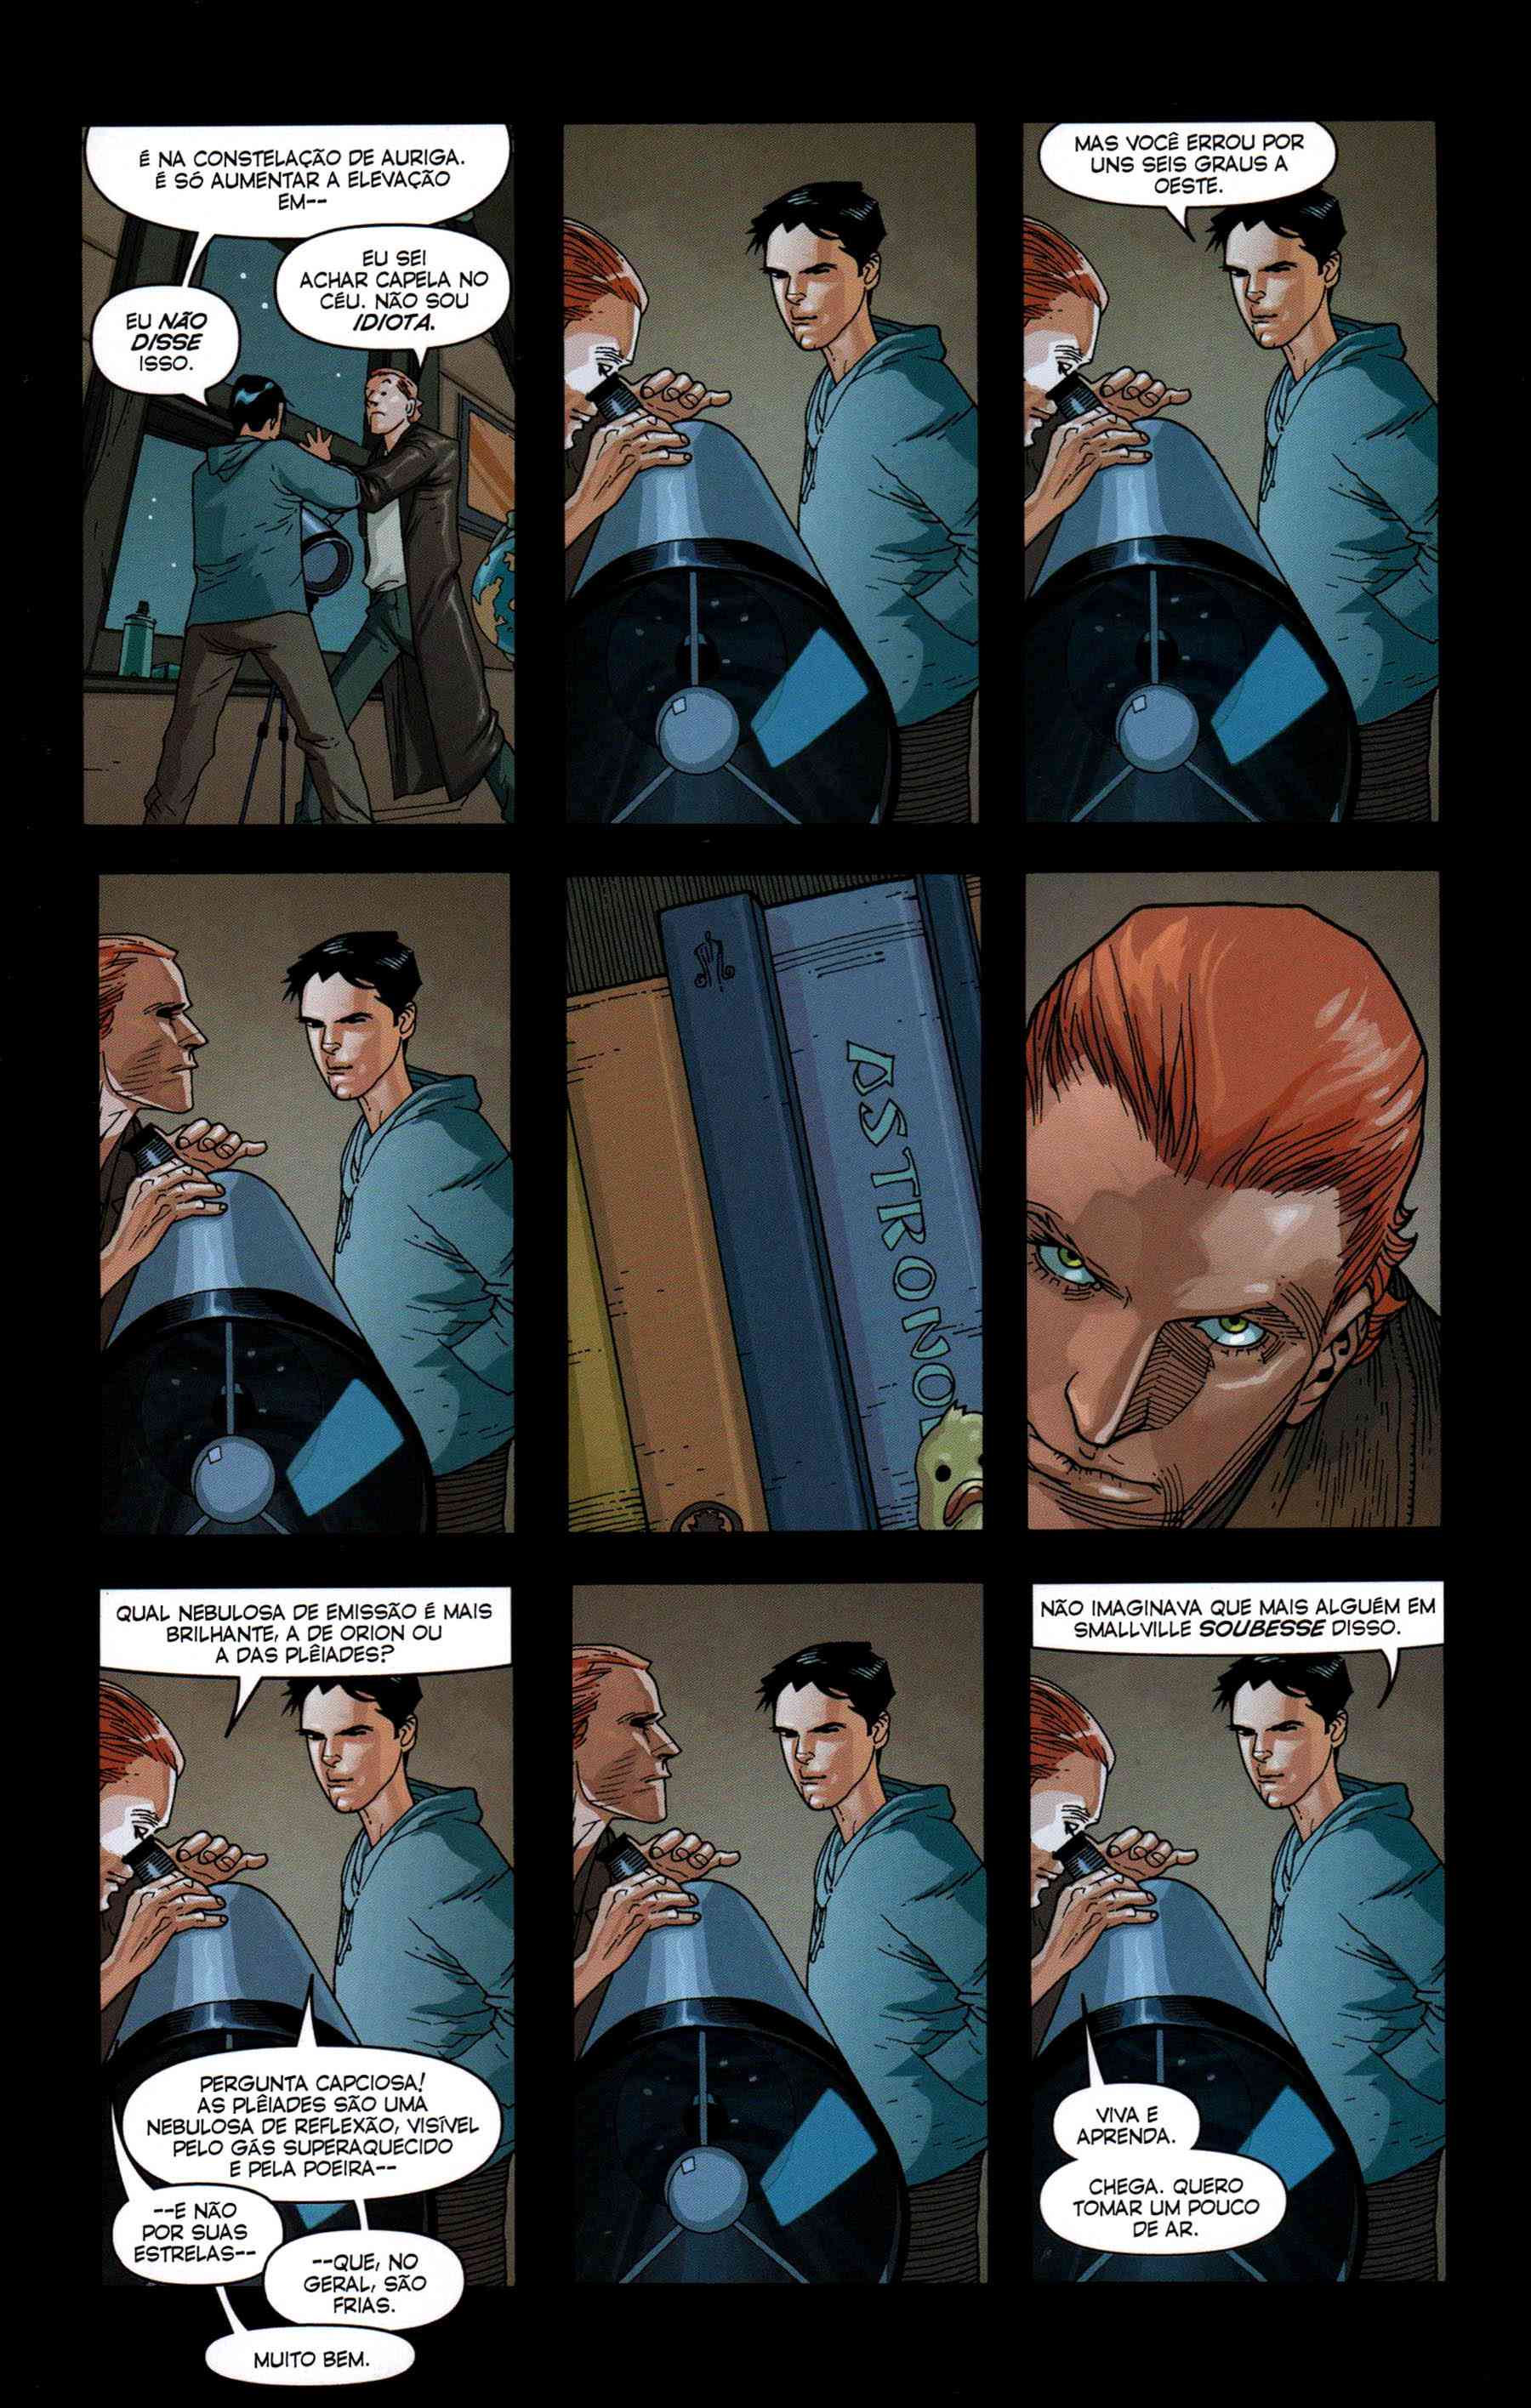 É NA CONSTELAÇÃO DE AURIGA.
É SÓ AUMENTAR A ELEVAÇÃO
EM--
EU SEI
ACHAR CAPELA NO
CÉU. NÃO SOU
IDIOTA.
EU NÃO
DISSE
ISSO.
MAS VOCÊ ERROU POR
UNS SEIS GRAUS A
OESTE.
ASTRONO
QUAL NEBULOSA DE EMISSÃO É MAIS
BRILHANTE, A DE ORION OU
A DAS PLÊIADES?
PERGUNTA CAPCIOSA!
AS PLÊIADES SÃO UMA
NEBULOSA DE REFLEXÃO, VISÍVEL
PELO GÁS SUPERAQUECIDO
E PELA POEIRA--
--E NÃO
POR SUAS
ESTRELAS--
--QUE, NO
GERAL, SÃO
FRIAS.
MUITO BEM.
NÃO IMAGINAVA QUE MAIS ALGUÉM EM
SMALLVILLE SOUBESSE DISSO.
VIVA E
APRENDA.
CHEGA. QUERO
TOMAR UM POUCO
DE AR.